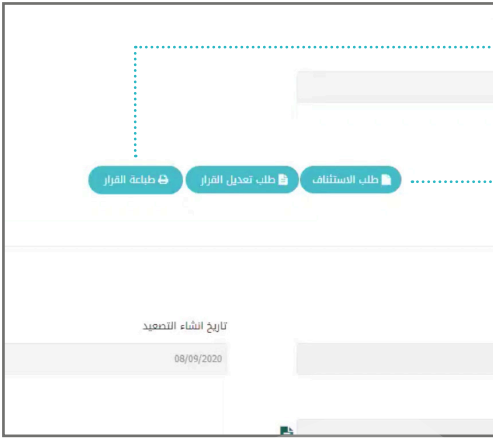 طلب الاستئناف
طلب تعديل القرار
طباعة القرار
تاريخ انشاء التصعيد
08/09/2020